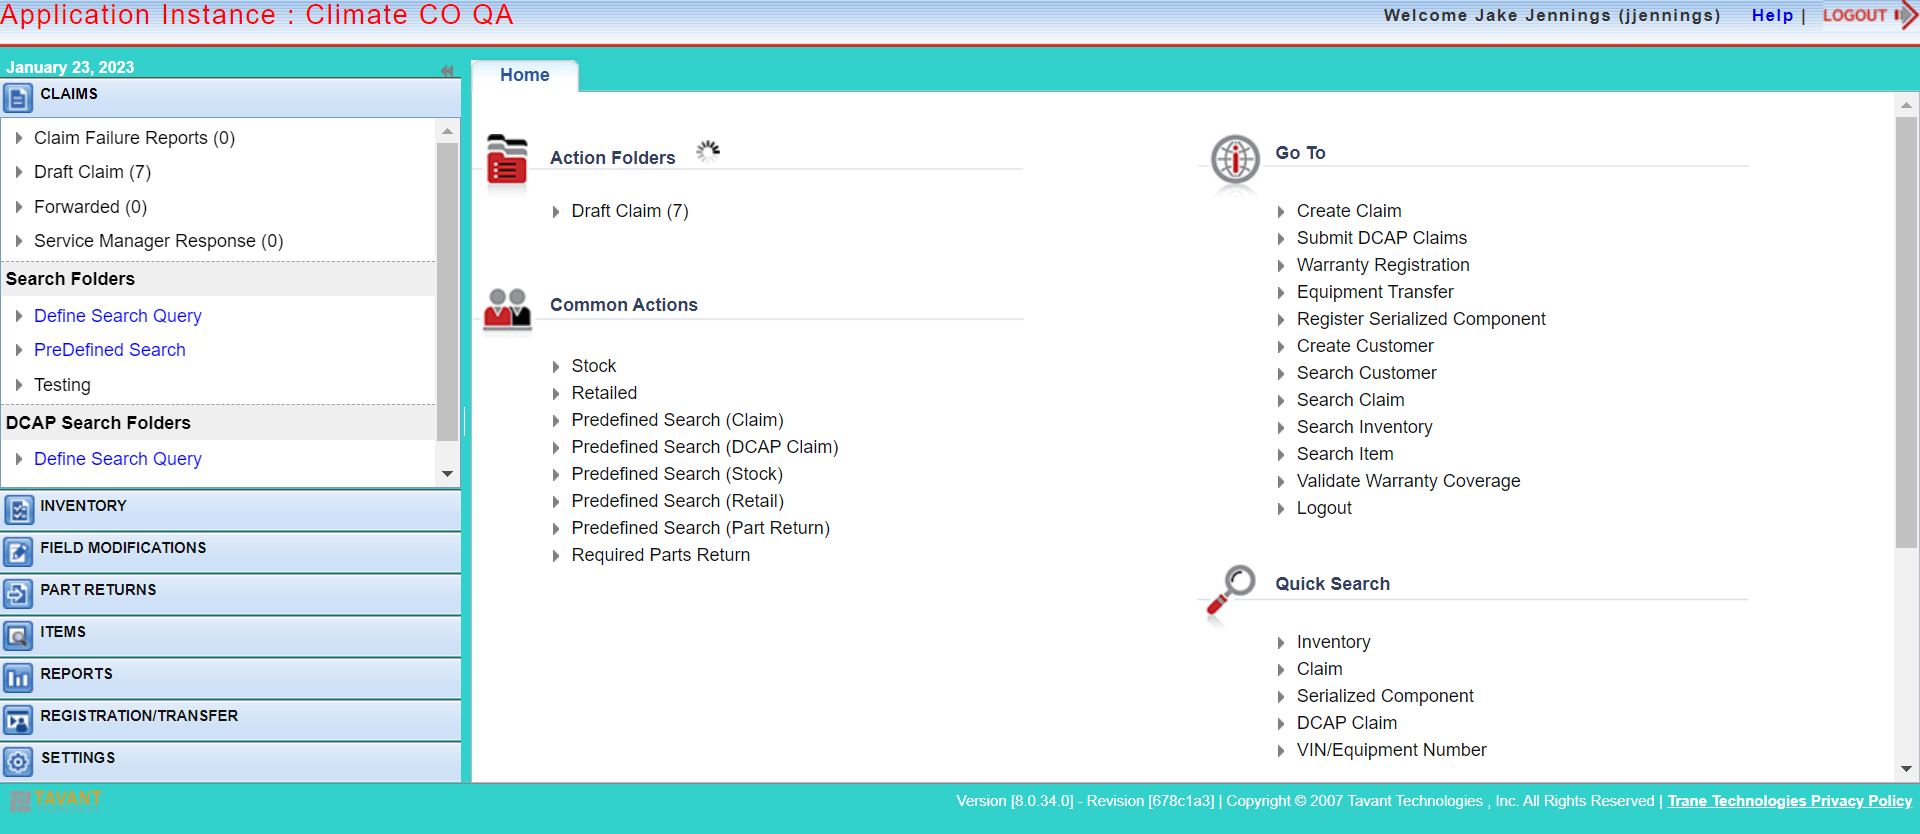 Application Instance : Climate CO QA
Welcome Jake Jennings (jjennings) Help | LOGOUT
January 23, 2023
CLAIMS
Claim Failure Reports (0)
Draft Claim (7)
Forwarded (0)
Service Manager Response (0)
Search Folders
Define Search Query
PreDefined Search
Testing
DCAP Search Folders
Define Search Query
INVENTORY
FIELD MODIFICATIONS
PART RETURNS
ITEMS
REPORTS
REGISTRATION/TRANSFER
SETTINGS
Home
Action Folders
Draft Claim (7)
Common Actions
Stock
Retailed
Predefined Search (Claim)
Predefined Search (DCAP Claim)
Predefined Search (Stock)
Predefined Search (Retail)
Predefined Search (Part Return)
Required Parts Return
Go To
Create Claim
Submit DCAP Claims
Warranty Registration
Equipment Transfer
Register Serialized Component
Create Customer
Search Customer
Search Claim
Search Inventory
Search Item
Validate Warranty Coverage
Logout
Quick Search
Inventory
Claim
Serialized Component
DCAP Claim
VIN/Equipment Number
TAVANT
Version [8.0.34.0] - Revision [678c1a3] | Copyright © 2007 Tavant Technologies , Inc. All Rights Reserved | Trane Technologies Privacy Policy